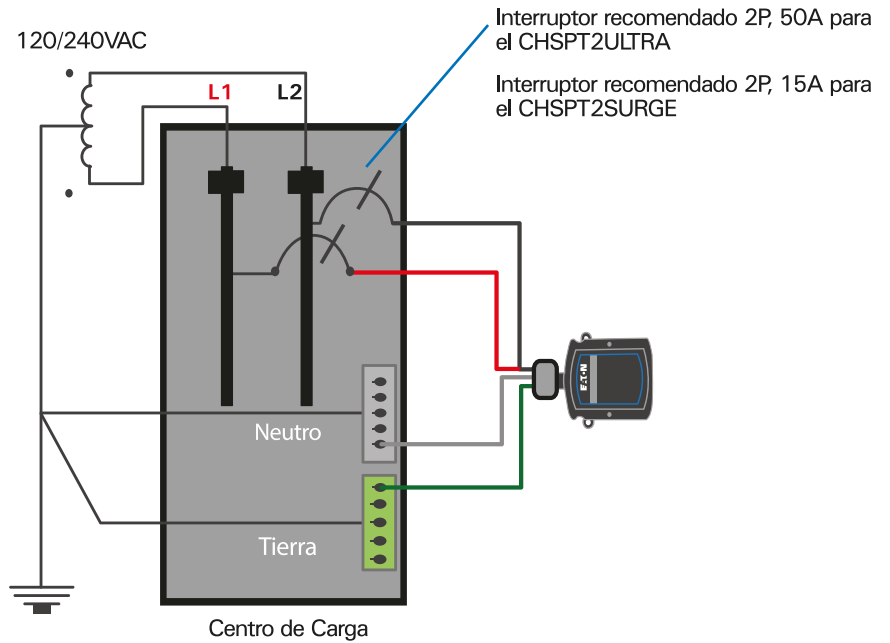 Interruptor recomendado 2P, 50A para
el CHSPT2ULTRA
Interruptor recomendado 2P, 15A para
el CHSPT2SURGE
120/240VAC
L1
L2
EATON
Neutro
Tierra
Centro de Carga